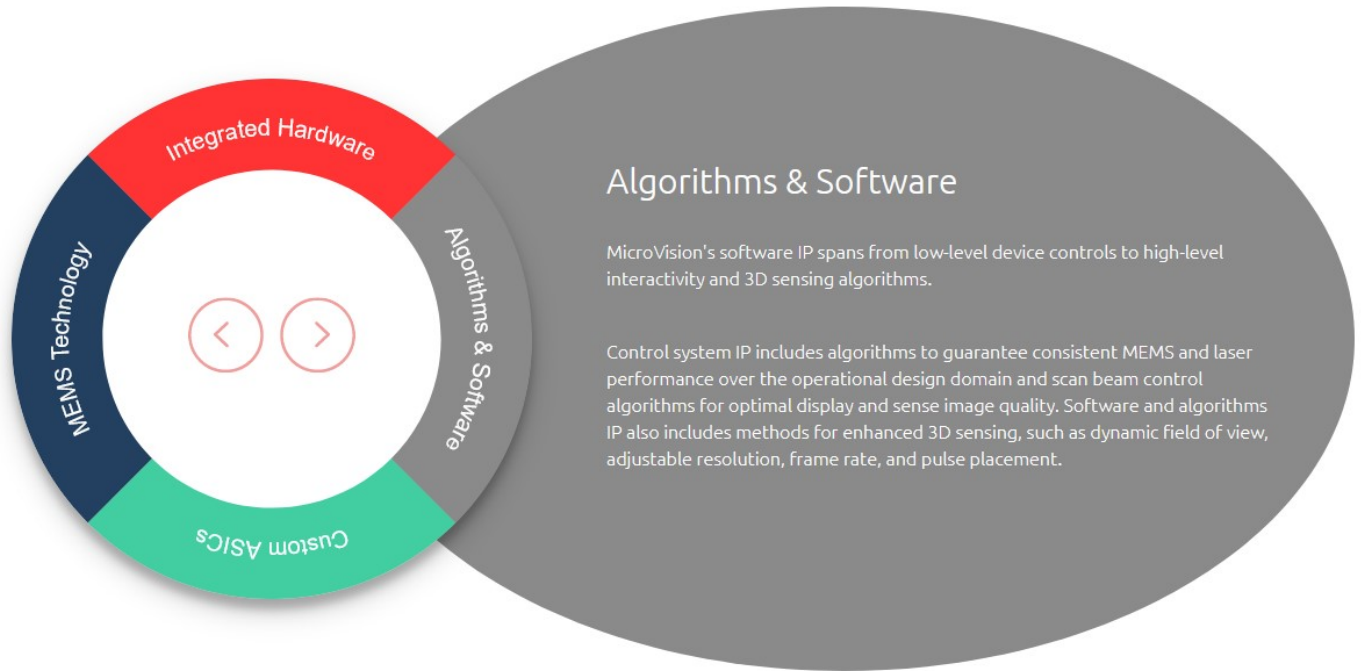 Integrated Hardware
MEMS Technology
Algorithms & Software
Custom ASICs
Algorithms & Software
MicroVision's software IP spans from low-level device controls to high-level
interactivity and 3D sensing algorithms.
Control system IP includes algorithms to guarantee consistent MEMS and laser
performance over the operational design domain and scan beam control
algorithms for optimal display and sense image quality. Software and algorithms
IP also includes methods for enhanced 3D sensing, such as dynamic field of view,
adjustable resolution, frame rate, and pulse placement.